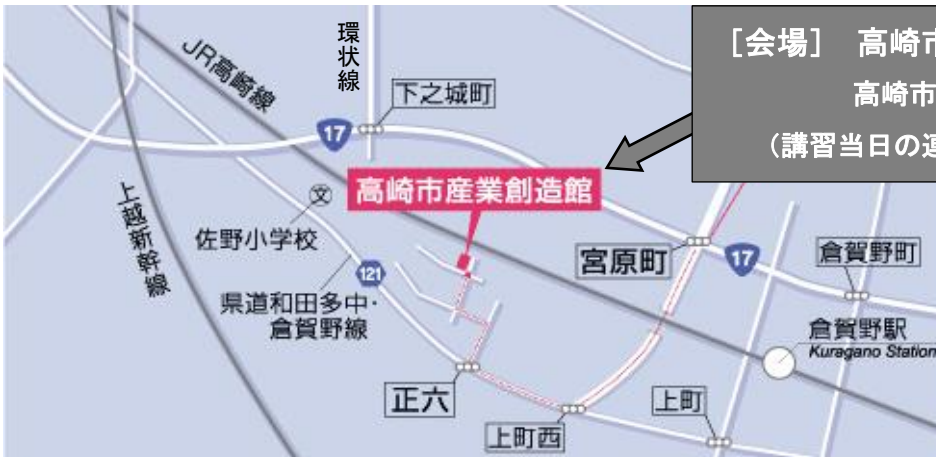 環状線
JR高崎線
下之城町
17
[会場] 高崎市
高崎市
(講習当日の連
高崎市産業創造館
文
佐野小学校
上越新幹線
121
県道和田多中・
倉賀野線
宮原町
17
倉賀野町
倉賀野駅
Kuragano Station
正六
上町
上町西